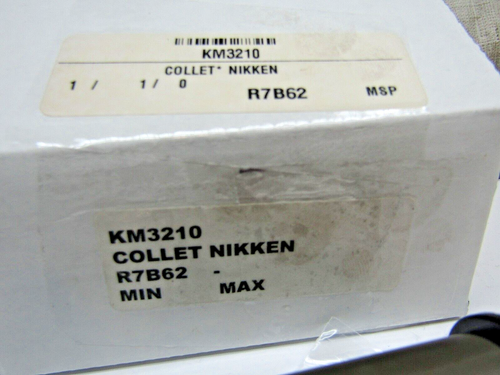 KM3210
COLLET* NIKKEN
1 / 1/ 0 R7B62 MSP
KM3210
COLLET NIKKEN
R7B62 -
MIN MAX